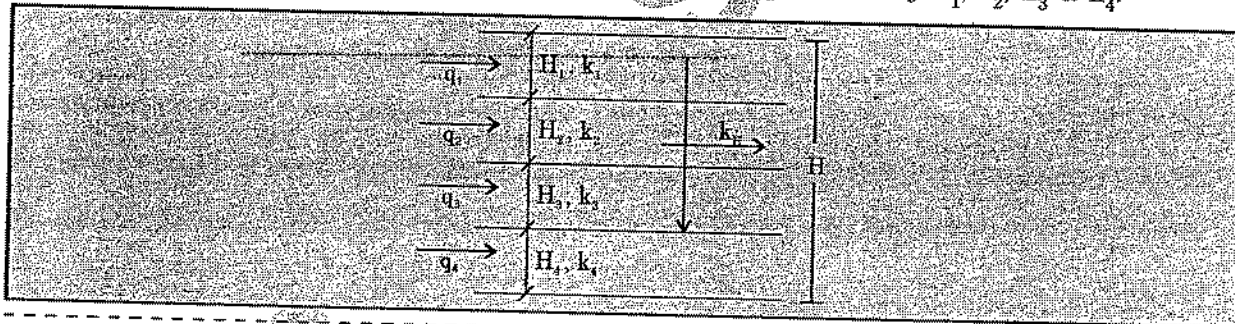 q₁ H₁, k₁
q₂ H₂, k₂ k_H
H
q₃ H₃, k₃
q₄ H₄, k₄